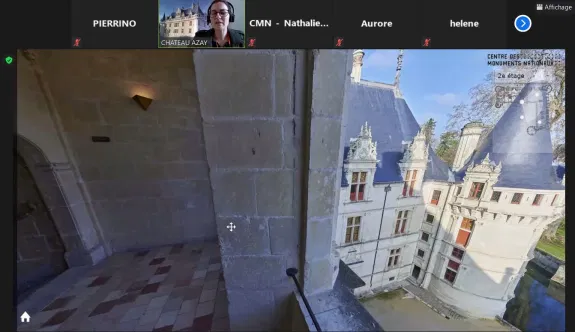 Affichage
PIERRINO
CHATEAU AZAY
CMN - Nathalie...
Aurore
helene
CENTRE DES
MONUMENTS NATIONAUX
2e étage